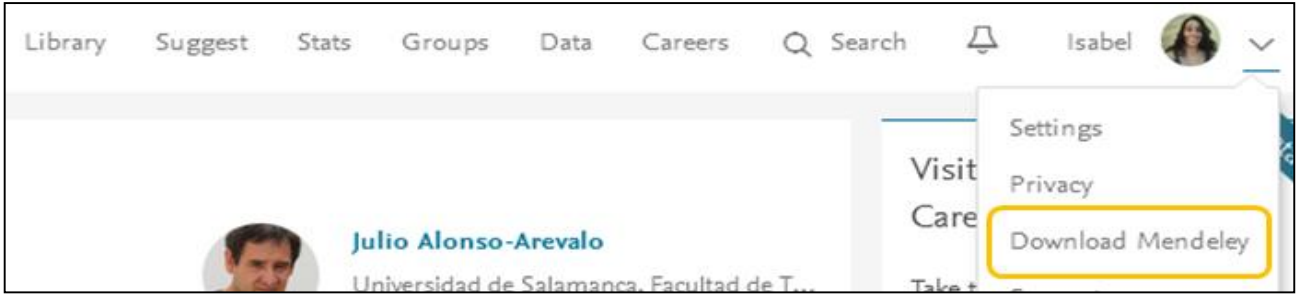 Library Suggest Stats Groups Data Careers Search Isabel
Settings
Visit
Privacy
Care
Download Mendeley
Julio Alonso-Arevalo
Universidad de Salamanca, Facultad de T...
Take t